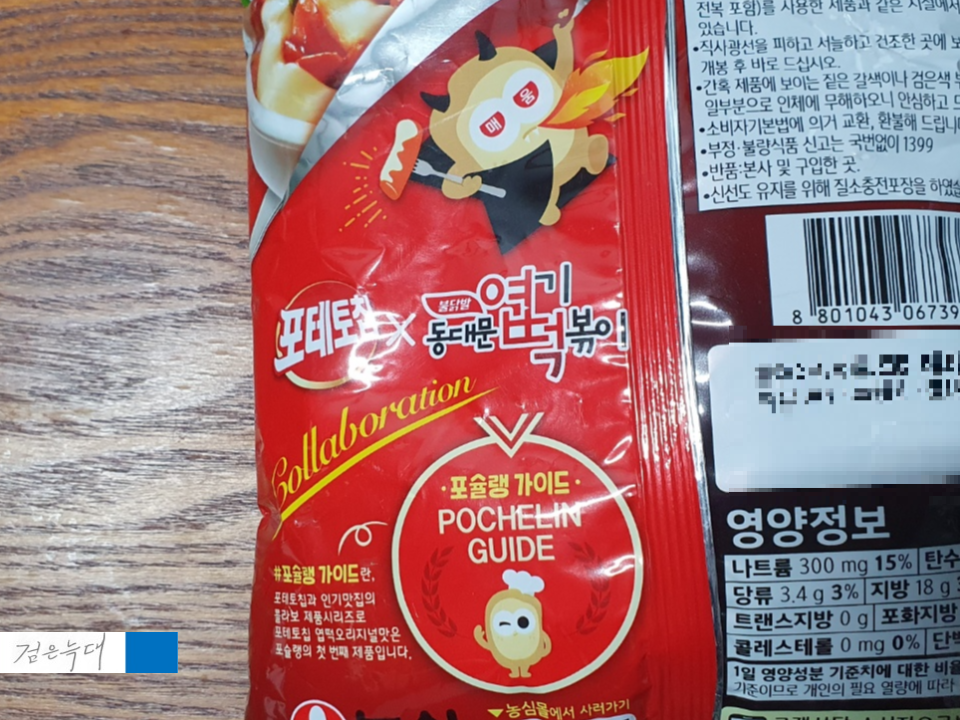 전복 포함)를 사용한 제품과 같은 시설에서
있습니다.
•직사광선을 피하고 서늘하고 건조한 곳에 보
개봉 후 바로 드십시오.
•간혹 제품에 보이는 짙은 갈색이나 검은색 부
일부분으로 인체에 무해하오니 안심하고 드
•소비자기본법에 의거 교환, 환불해 드립니
•부정·불량식품 신고는 국번없이 1399
•반품:본사 및 구입한 곳.
•신선도 유지를 위해 질소충전포장을 하였습
매움
포테토칩 × 불닭발 동대문 엽기떡볶이
Collaboration
8 801043 06739
·포슐랭 가이드·
POCHELIN
GUIDE
#포슐랭 가이드란,
포테토칩과 인기맛집의
콜라보 제품시리즈로
포테토칩 엽떡오리지널맛은
포슐랭의 첫 번째 제품입니다.
▼농심몰에서 사러가기
영양정보
나트륨 300 mg 15% 탄수
당류 3.4 g 3% 지방 18 g
트랜스지방 0 g 포화지방
콜레스테롤 0 mg 0% 단백
1일 영양성분 기준치에 대한 비율
기준이므로 개인의 필요 열량에 따라
검은늑대